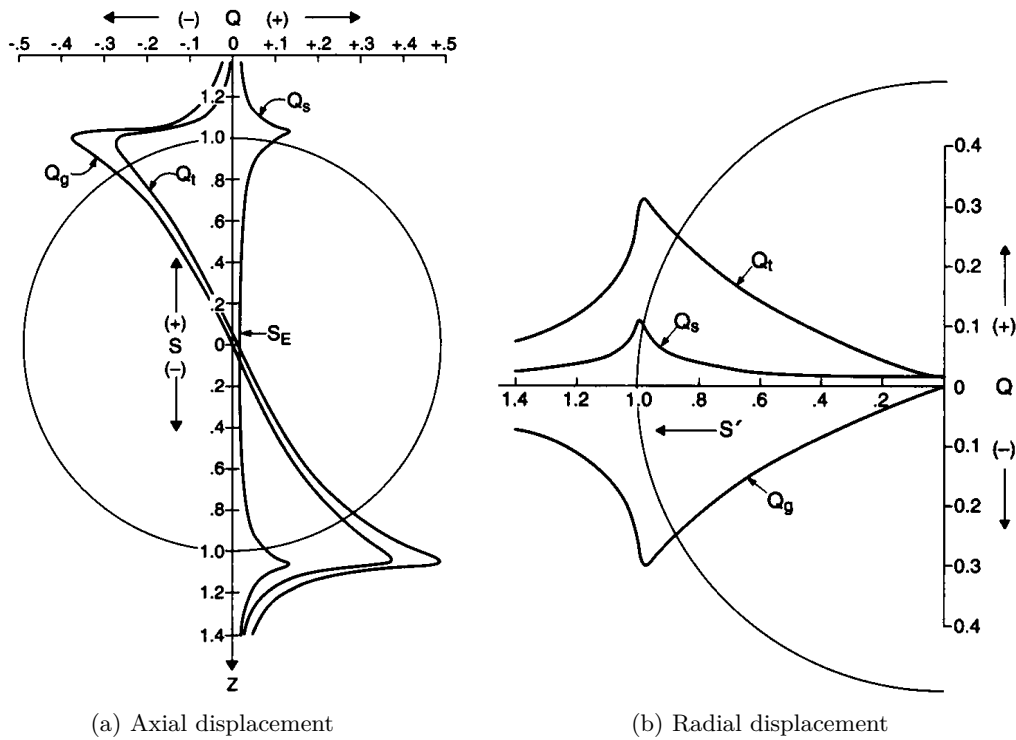 (−) Q (+)
-.5 -.4 -.3 -.2 -.1 0 +.1 +.2 +.3 +.4 +.5
1.2
Qs
1.0
Qg
Qt
.8
.6
.4
.2
(+)
S
(−)
SE
0
.2
.4
.6
.8
1.0
1.2
1.4
Z
(a) Axial displacement
0.4
0.3
Qt
0.2
(+)
Qs
0.1
1.4 1.2 1.0 .8 .6 .4 .2 0 Q
S′
0.1
(−)
Qg
0.2
0.3
0.4
(b) Radial displacement